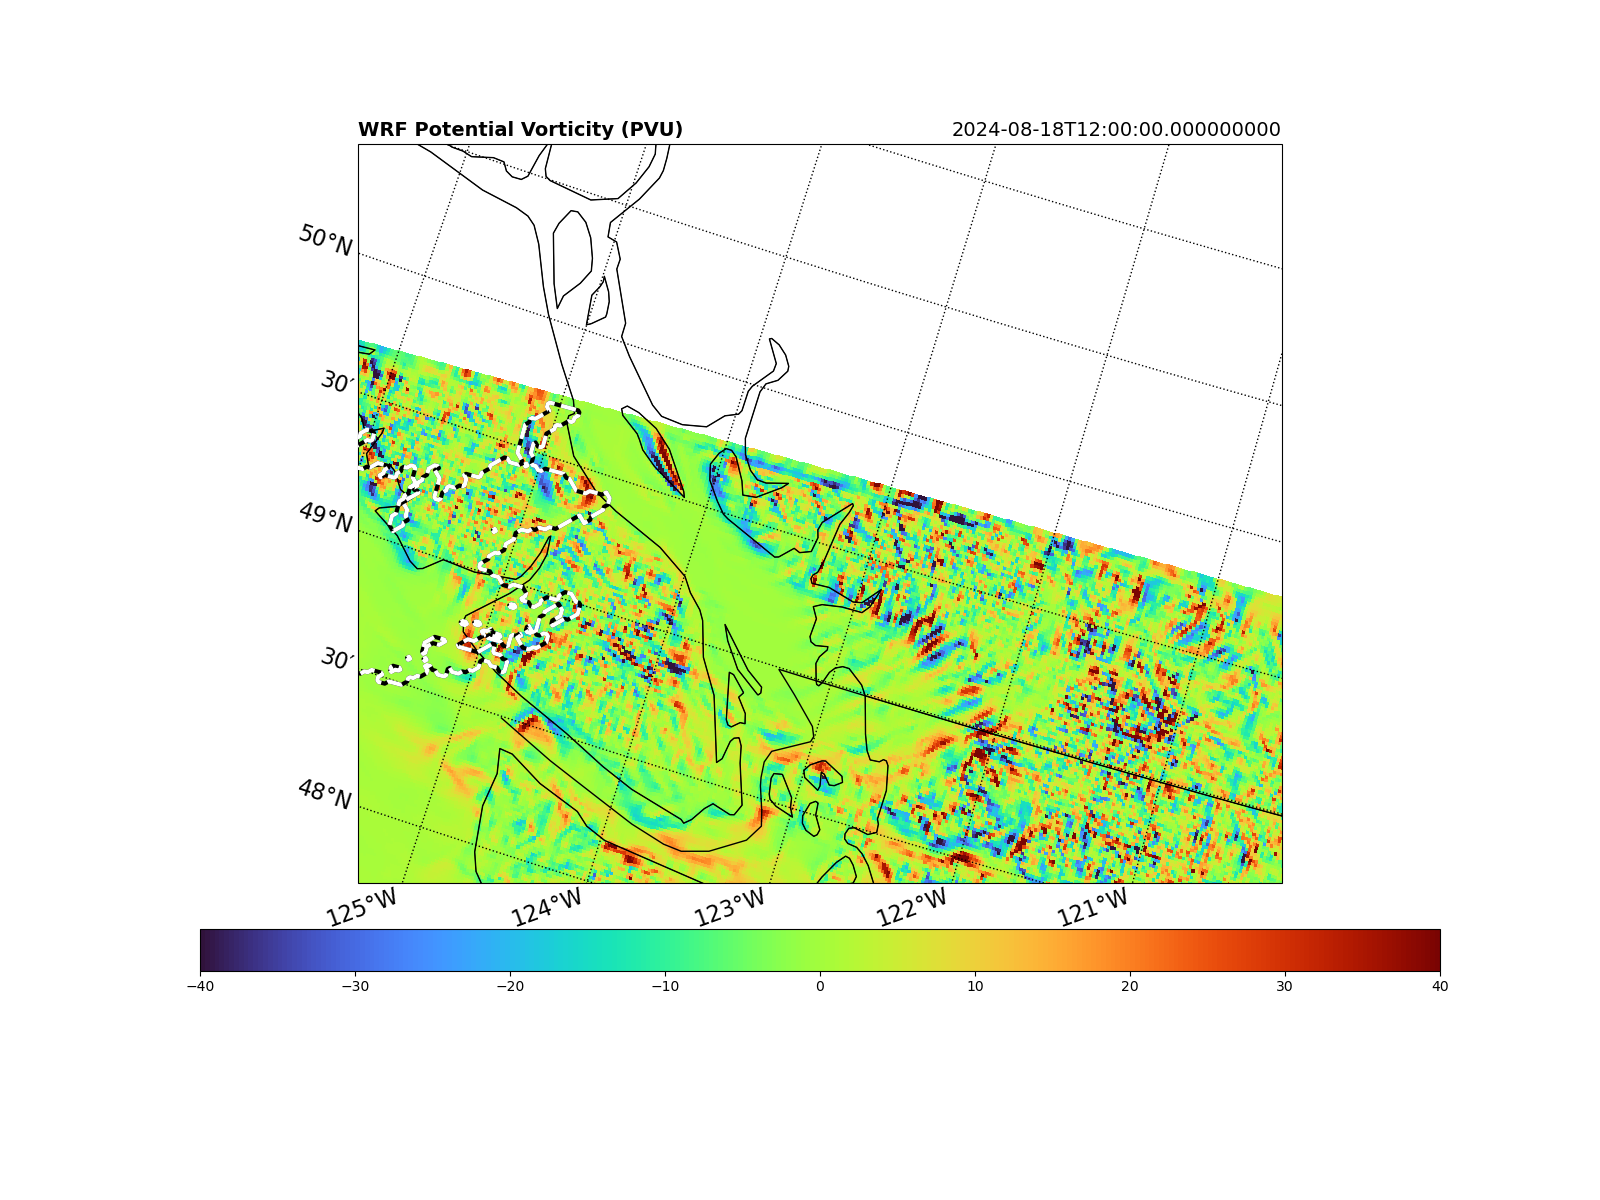 WRF Potential Vorticity (PVU)
2024-08-18T12:00:00.000000000
50°N
30′
49°N
30′
48°N
125°W
124°W
123°W
122°W
121°W
−40
−30
−20
−10
0
10
20
30
40